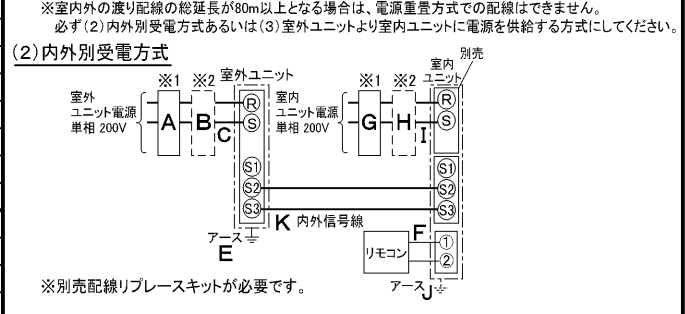 ※室内外の渡り配線の総延長が80m以上となる場合は、電源重畳方式での配線はできません。
必ず(2)内外別受電方式あるいは(3)室外ユニットより室内ユニットに電源を供給する方式にしてください。
(2)内外別受電方式
※1 ※2 室外ユニット
※1 ※2 室内ユニット 別売
室外
ユニット電源
単相 200V
A B C R S
室内
ユニット電源
単相 200V
G H I R S
S1 S2 S3
S1 S2 S3
K 内外信号線
アース
E
リモコン F ① ②
アース J
※別売配線リプレースキットが必要です。